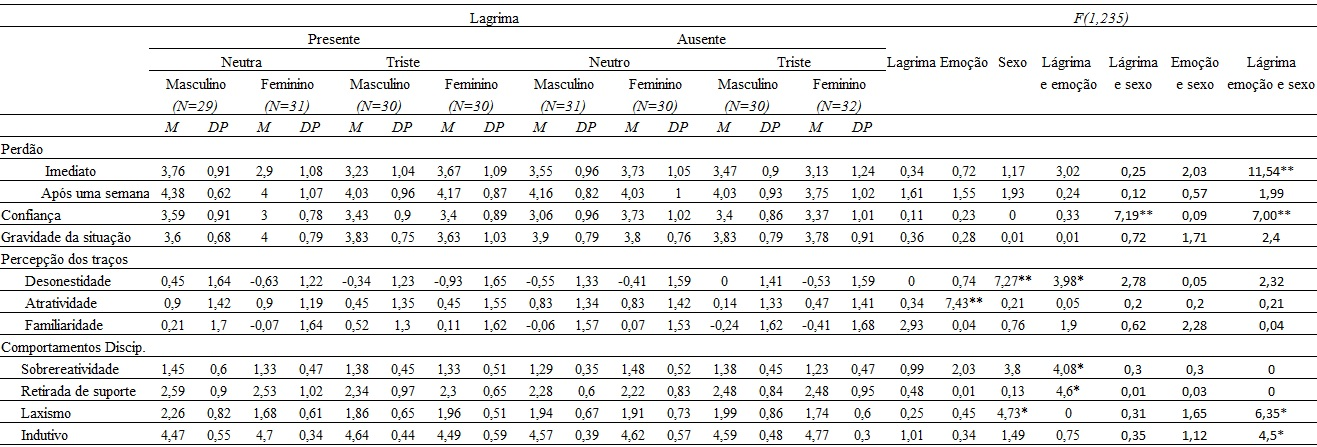 Lagrima F(1,235)
Presente Ausente
Neutra Triste Neutro Triste Lagrima Emoção Sexo Lágrima e emoção Lágrima e sexo Emoção e sexo Lágrima emoção e sexo
Masculino Feminino Masculino Feminino Masculino Feminino Masculino Feminino
(N=29) (N=31) (N=30) (N=30) (N=31) (N=30) (N=30) (N=32)
M DP M DP M DP M DP M DP M DP M DP M DP
Perdão
Imediato 3,76 0,91 2,9 1,08 3,23 1,04 3,67 1,09 3,55 0,96 3,73 1,05 3,47 0,9 3,13 1,24 0,34 0,72 1,17 3,02 0,25 2,03 11,54**
Após uma semana 4,38 0,62 4 1,07 4,03 0,96 4,17 0,87 4,16 0,82 4,03 1 4,03 0,93 3,75 1,02 1,61 1,55 1,93 0,24 0,12 0,57 1,99
Confiança 3,59 0,91 3 0,78 3,43 0,9 3,4 0,89 3,06 0,96 3,73 1,02 3,4 0,86 3,37 1,01 0,11 0,23 0 0,33 7,19** 0,09 7,00**
Gravidade da situação 3,6 0,68 4 0,79 3,83 0,75 3,63 1,03 3,9 0,79 3,8 0,76 3,83 0,79 3,78 0,91 0,36 0,28 0,01 0,01 0,72 1,71 2,4
Percepção dos traços
Desonestidade 0,45 1,64 -0,63 1,22 -0,34 1,23 -0,93 1,65 -0,55 1,33 -0,41 1,59 0 1,41 -0,53 1,59 0 0,74 7,27** 3,98* 2,78 0,05 2,32
Atratividade 0,9 1,42 0,9 1,19 0,45 1,35 0,45 1,55 0,83 1,34 0,83 1,42 0,14 1,33 0,47 1,41 0,34 7,43** 0,21 0,05 0,2 0,2 0,21
Familiaridade 0,21 1,7 -0,07 1,64 0,52 1,3 0,11 1,62 -0,06 1,57 0,07 1,53 -0,24 1,62 -0,41 1,68 2,93 0,04 0,76 1,9 0,62 2,28 0,04
Comportamentos Discip.
Sobrereatividade 1,45 0,6 1,33 0,47 1,38 0,45 1,33 0,51 1,29 0,35 1,48 0,52 1,38 0,45 1,23 0,47 0,99 2,03 3,8 4,08* 0,3 0,3 0
Retirada de suporte 2,59 0,9 2,53 1,02 2,34 0,97 2,3 0,65 2,28 0,6 2,22 0,83 2,48 0,84 2,48 0,95 0,48 0,01 0,13 4,6* 0,01 0,03 0
Laxismo 2,26 0,82 1,68 0,61 1,86 0,65 1,96 0,51 1,94 0,67 1,91 0,73 1,99 0,86 1,74 0,6 0,25 0,45 4,73* 0 0,31 1,65 6,35*
Indutivo 4,47 0,55 4,7 0,34 4,64 0,44 4,49 0,59 4,57 0,39 4,62 0,57 4,59 0,48 4,77 0,3 1,01 0,34 1,49 0,75 0,35 1,12 4,5*